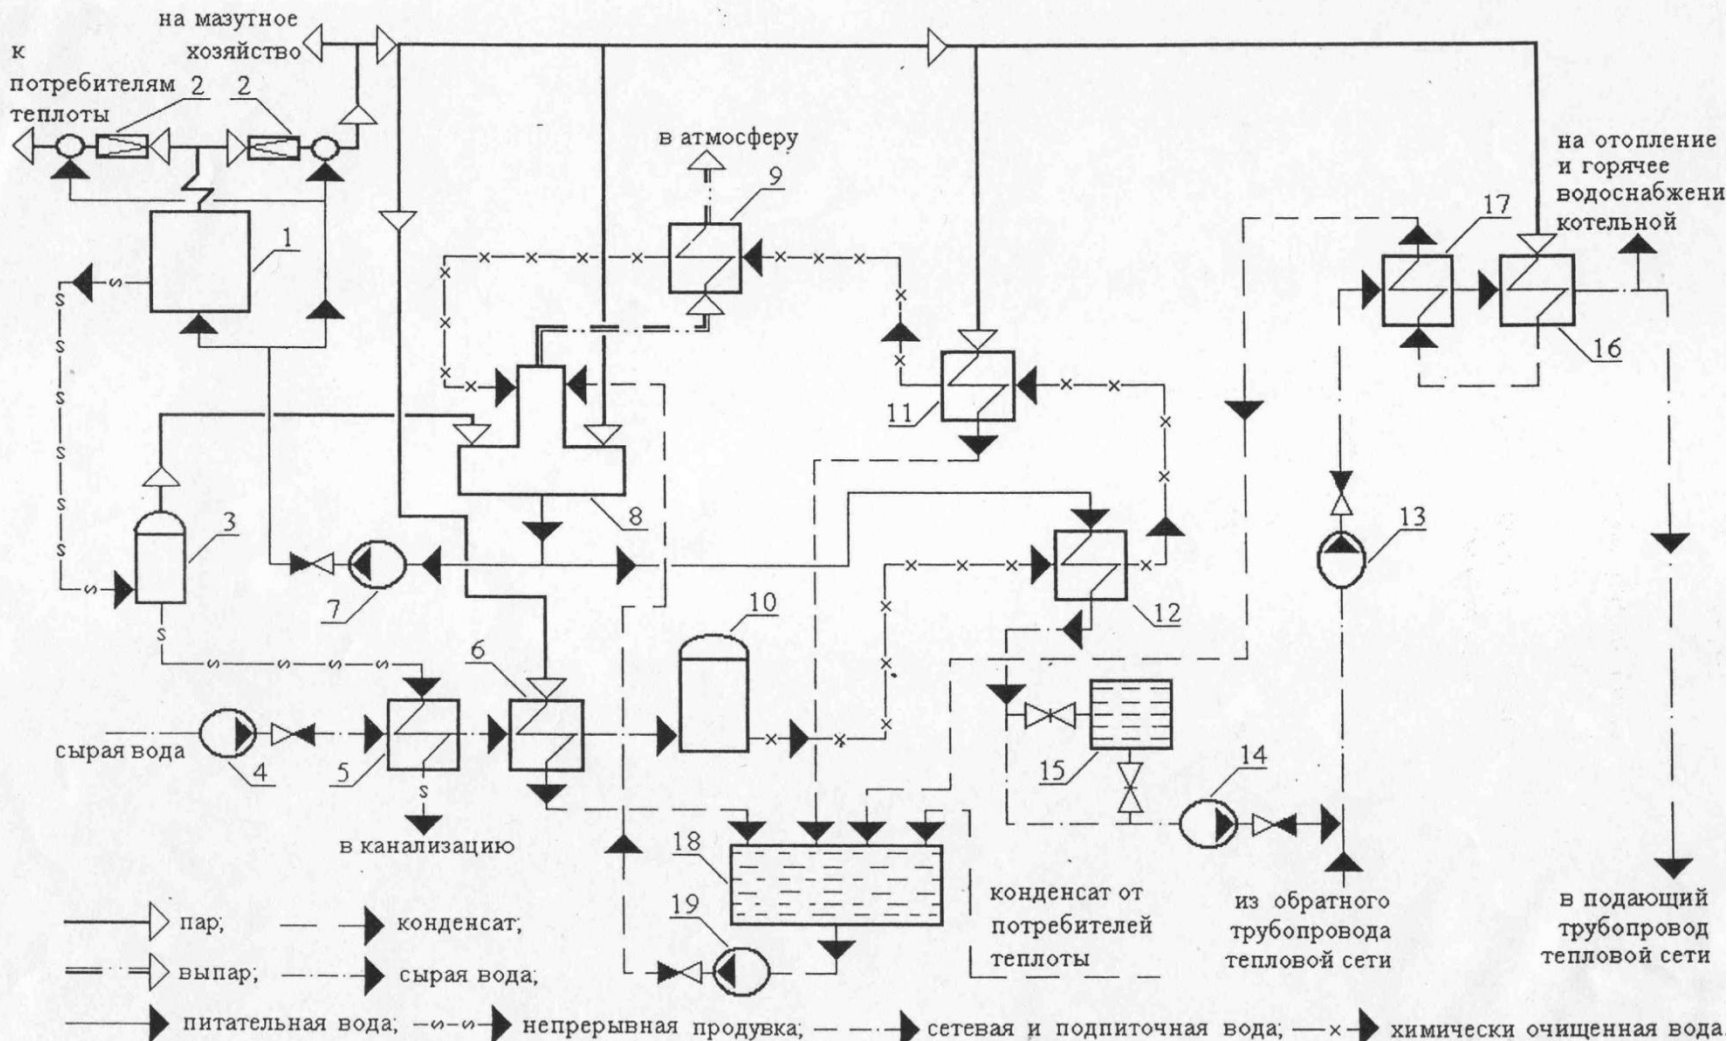 на мазутное
хозяйство
к
потребителям
теплоты
2 2
в атмосферу
на отопление
и горячее
водоснабжени
котельной
1
9
17
16
11
3
8
13
7
12
10
6
сырая вода
4
5
15
14
в канализацию
18
19
конденсат от
потребителей
теплоты
из обратного
трубопровода
тепловой сети
в подающий
трубопровод
тепловой сети
пар; конденсат;
выпар; сырая вода;
питательная вода; -s-s- непрерывная продувка; сетевая и подпиточная вода; x химически очищенная вода.